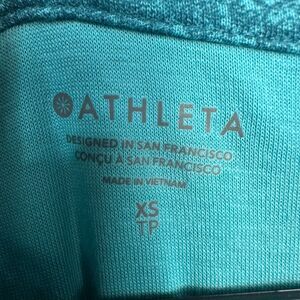 ATHLETA
DESIGNED IN SAN FRANCISCO
CONÇU À SAN FRANCISCO
MADE IN VIETNAM
XS
TP